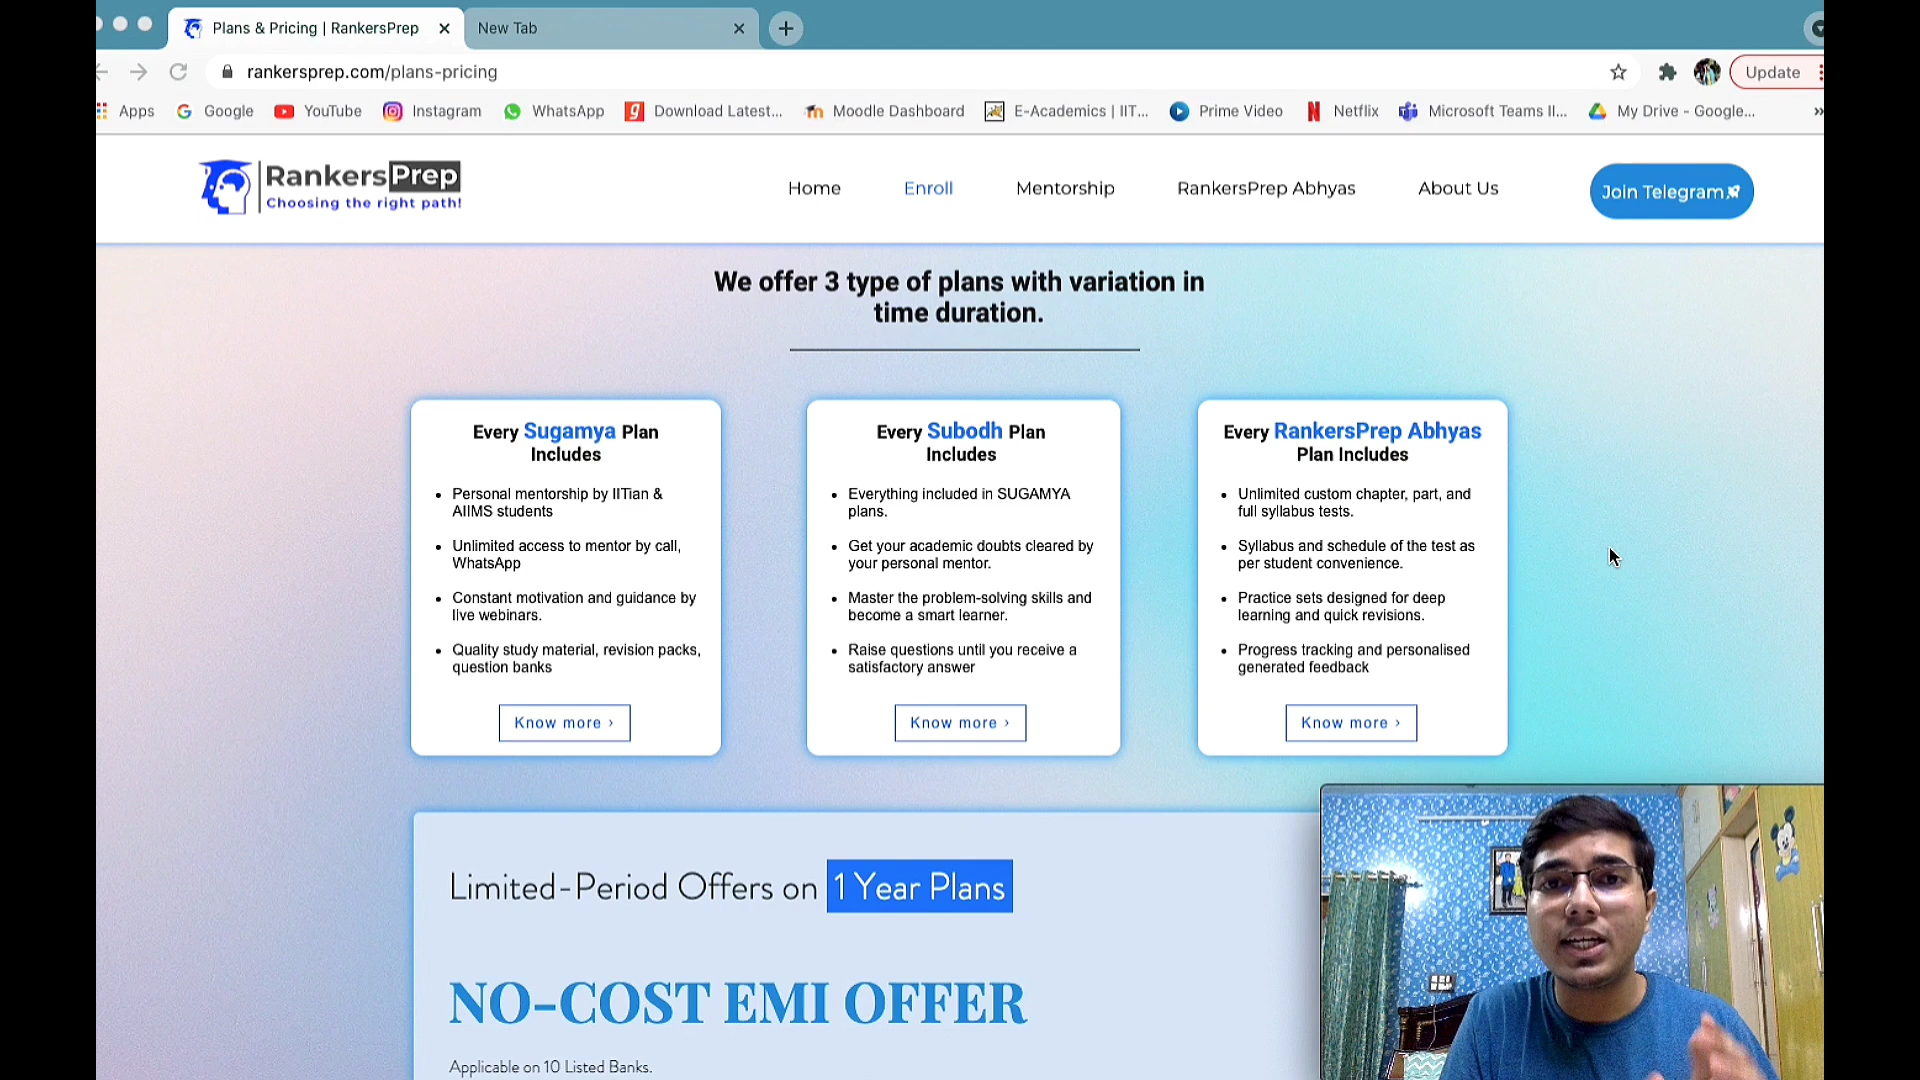 Plans & Pricing | RankersPrep
New Tab
rankersprep.com/plans-pricing
Update
Apps
Google
YouTube
Instagram
WhatsApp
Download Latest...
Moodle Dashboard
E-Academics | IIT...
Prime Video
Netflix
Microsoft Teams II...
My Drive - Google...
RankersPrep
Choosing the right path!
Home
Enroll
Mentorship
RankersPrep Abhyas
About Us
Join Telegram
We offer 3 type of plans with variation in
time duration.
Every Sugamya Plan
Includes
• Personal mentorship by IITian &
AIIMS students
• Unlimited access to mentor by call,
WhatsApp
• Constant motivation and guidance by
live webinars.
• Quality study material, revision packs,
question banks
Know more ›
Every Subodh Plan
Includes
• Everything included in SUGAMYA
plans.
• Get your academic doubts cleared by
your personal mentor.
• Master the problem-solving skills and
become a smart learner.
• Raise questions until you receive a
satisfactory answer
Know more ›
Every RankersPrep Abhyas
Plan Includes
• Unlimited custom chapter, part, and
full syllabus tests.
• Syllabus and schedule of the test as
per student convenience.
• Practice sets designed for deep
learning and quick revisions.
• Progress tracking and personalised
generated feedback
Know more ›
Limited-Period Offers on 1 Year Plans
NO-COST EMI OFFER
Applicable on 10 Listed Banks.